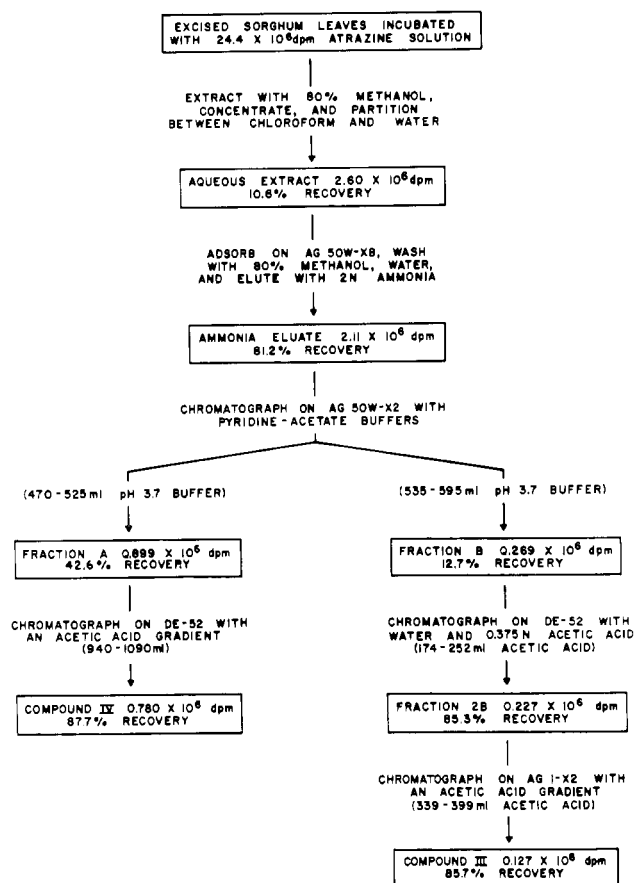 EXCISED SORGHUM LEAVES INCUBATED
WITH 24.4 X 10⁶dpm ATRAZINE SOLUTION
EXTRACT WITH 80% METHANOL,
CONCENTRATE, AND PARTITION
BETWEEN CHLOROFORM AND WATER
AQUEOUS EXTRACT 2.60 X 10⁶dpm
10.6% RECOVERY
ADSORB ON AG 50W-X8, WASH
WITH 80% METHANOL, WATER,
AND ELUTE WITH 2N AMMONIA
AMMONIA ELUATE 2.11 X 10⁶ dpm
81.2% RECOVERY
CHROMATOGRAPH ON AG 50W-X2 WITH
PYRIDINE-ACETATE BUFFERS
(470-525ml pH 3.7 BUFFER)
FRACTION A 0.899 X 10⁶ dpm
42.6% RECOVERY
CHROMATOGRAPH ON DE-52 WITH
AN ACETIC ACID GRADIENT
(940-1090ml)
COMPOUND IV 0.780 X 10⁶ dpm
87.7% RECOVERY
(535-595ml pH 3.7 BUFFER)
FRACTION B 0.269 X 10⁶ dpm
12.7% RECOVERY
CHROMATOGRAPH ON DE-52 WITH
WATER AND 0.375 N ACETIC ACID
(174-252ml ACETIC ACID)
FRACTION 2B 0.227 X 10⁶ dpm
85.3% RECOVERY
CHROMATOGRAPH ON AG 1-X2 WITH
AN ACETIC ACID GRADIENT
(339-399ml ACETIC ACID)
COMPOUND III 0.127 X 10⁶ dpm
85.7% RECOVERY